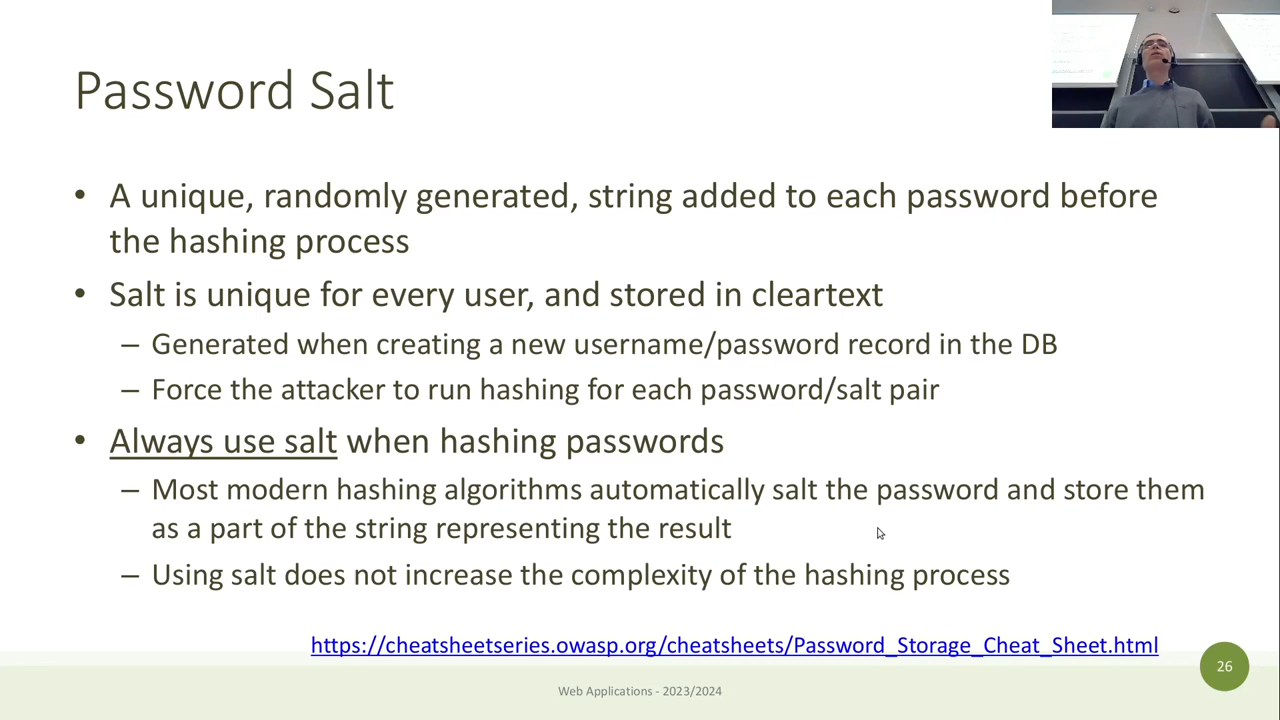 Password Salt
• A unique, randomly generated, string added to each password before
the hashing process
• Salt is unique for every user, and stored in cleartext
– Generated when creating a new username/password record in the DB
– Force the attacker to run hashing for each password/salt pair
• Always use salt when hashing passwords
– Most modern hashing algorithms automatically salt the password and store them
as a part of the string representing the result
– Using salt does not increase the complexity of the hashing process
https://cheatsheetseries.owasp.org/cheatsheets/Password_Storage_Cheat_Sheet.html
26
Web Applications - 2023/2024